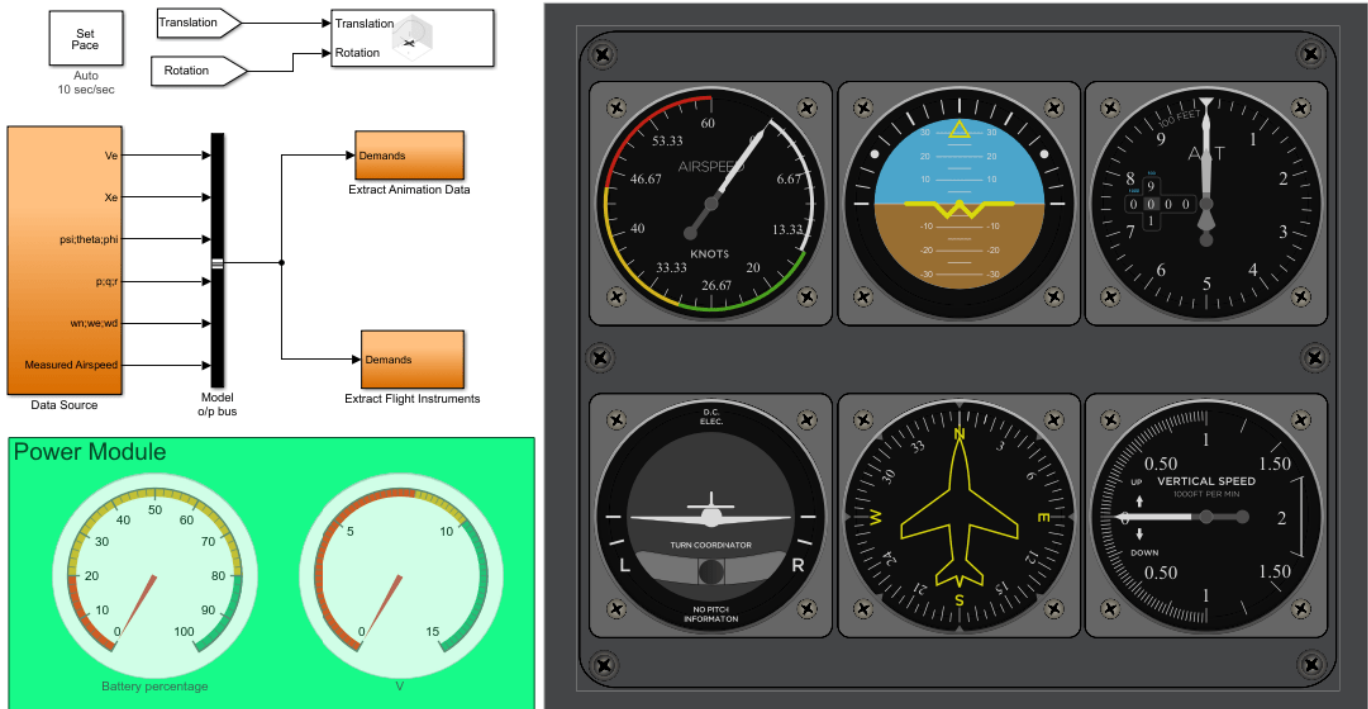 Set
Pace
Auto
10 sec/sec
Translation
Rotation
Translation
Rotation
Ve
Xe
psi;theta;phi
p;q;r
wn;we;wd
Measured Airspeed
Data Source
Model
o/p bus
Demands
Extract Animation Data
Demands
Extract Flight Instruments
Power Module
0
10
20
30
40
50
60
70
80
90
100
Battery percentage
0
5
10
15
V
60
53.33
6.67
AIRSPEED
46.67
40
13.33
KNOTS
33.33
20
26.67
30 30
20 20
10 10
-10 -10
-20 -20
-30 -30
100 FEET
9 1
8 2
7 3
6 4
5
9
0 0 0 0
1
D.C.
ELEC.
TURN COORDINATOR
L R
NO PITCH
INFORMATON
N
33 3
30 6
W E
24 12
21 15
S
1
0.50 1.50
UP
VERTICAL SPEED
1000FT PER MIN
2
DOWN
0.50 1.50
1